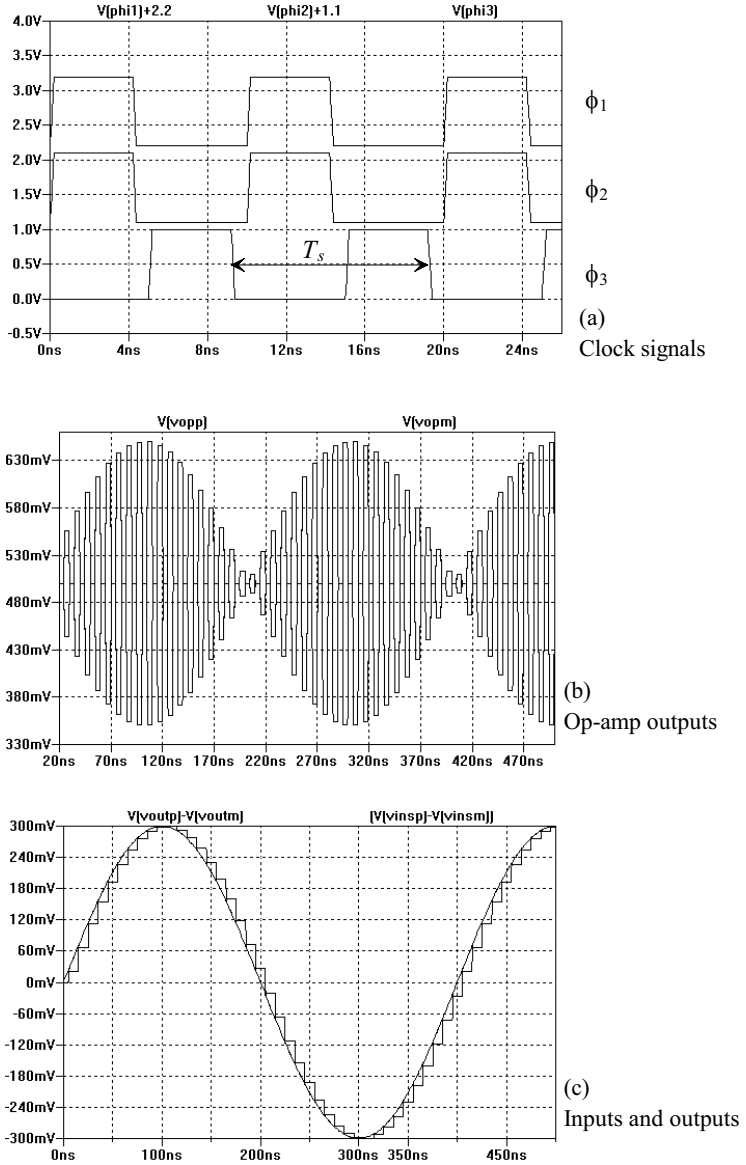 V(phi1)+2.2 V(phi2)+1.1 V(phi3)
4.0V
3.5V
3.0V
2.5V
2.0V
1.5V
1.0V
0.5V
0.0V
-0.5V
ϕ1
ϕ2
Ts
ϕ3
0ns 4ns 8ns 12ns 16ns 20ns 24ns
(a)
Clock signals
V(vopp) V(vopm)
630mV
580mV
530mV
480mV
430mV
380mV
330mV
20ns 70ns 120ns 170ns 220ns 270ns 320ns 370ns 420ns 470ns
(b)
Op-amp outputs
V(voutp)-V(voutm) (V(vinsp)-V(vinsm))
300mV
240mV
180mV
120mV
60mV
0mV
-60mV
-120mV
-180mV
-240mV
-300mV
0ns 100ns 200ns 300ns 350ns 450ns
(c)
Inputs and outputs